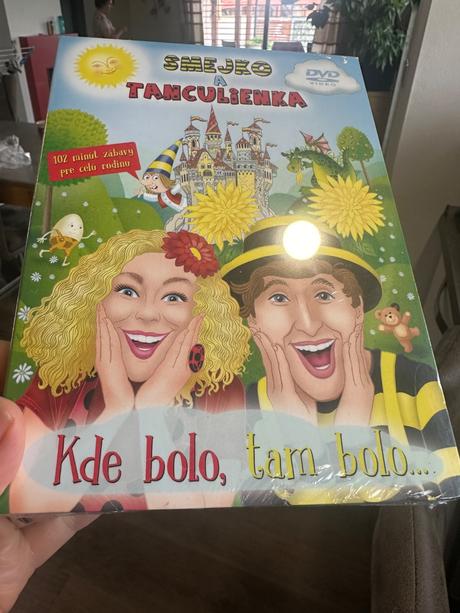 SMEJKO
A
TANCULIENKA
DVD
VIDEO
102 minút zábavy
pre celú rodinu
Kde bolo, tam bolo...